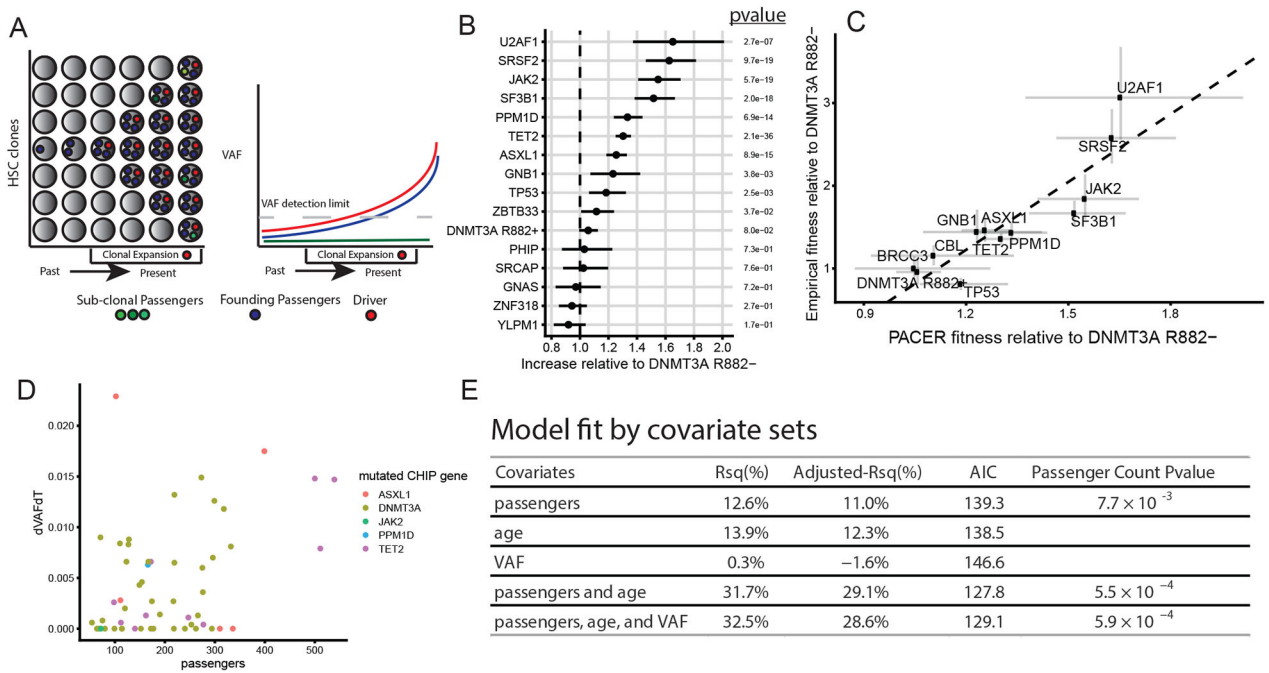 A
HSC clones
Clonal Expansion
Past
Present
Sub-clonal Passengers
Founding Passengers
Driver
VAF
VAF detection limit
Clonal Expansion
Past
Present
B
pvalue
U2AF1 2.7e−07
SRSF2 9.7e−19
JAK2 5.7e−19
SF3B1 2.0e−18
PPM1D 6.9e−14
TET2 2.1e−36
ASXL1 8.9e−15
GNB1 3.8e−03
TP53 2.5e−03
ZBTB33 3.7e−02
DNMT3A R882+ 8.0e−02
PHIP 7.3e−01
SRCAP 7.6e−01
GNAS 7.2e−01
ZNF318 2.7e−01
YLPM1 1.7e−01
0.8 1.0 1.2 1.4 1.6 1.8 2.0
Increase relative to DNMT3A R882−
C
Empirical fitness relative to DNMT3A R882−
3
2
1
U2AF1
SRSF2
JAK2
SF3B1
GNB1
ASXL1
PPM1D
TET2
CBL
BRCC3
DNMT3A R882+
TP53
0.9 1.2 1.5 1.8
PACER fitness relative to DNMT3A R882−
D
dVAFdT
0.020
0.015
0.010
0.005
0.000
100 200 300 400 500
passengers
mutated CHIP gene
ASXL1
DNMT3A
JAK2
PPM1D
TET2
E
Model fit by covariate sets
Covariates Rsq(%) Adjusted-Rsq(%) AIC Passenger Count Pvalue
passengers 12.6% 11.0% 139.3 7.7 × 10 -3
age 13.9% 12.3% 138.5
VAF 0.3% −1.6% 146.6
passengers and age 31.7% 29.1% 127.8 5.5 × 10 −4
passengers, age, and VAF 32.5% 28.6% 129.1 5.9 × 10 −4